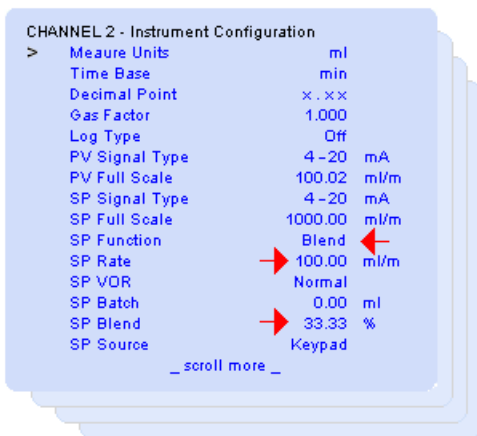 CHANNEL 2 - Instrument Configuration
> Meaure Units ml
Time Base min
Decimal Point x.xx
Gas Factor 1.000
Log Type Off
PV Signal Type 4-20 mA
PV Full Scale 100.02 ml/m
SP Signal Type 4-20 mA
SP Full Scale 1000.00 ml/m
SP Function Blend
SP Rate 100.00 ml/m
SP VOR Normal
SP Batch 0.00 ml
SP Blend 33.33 %
SP Source Keypad
_ scroll more _